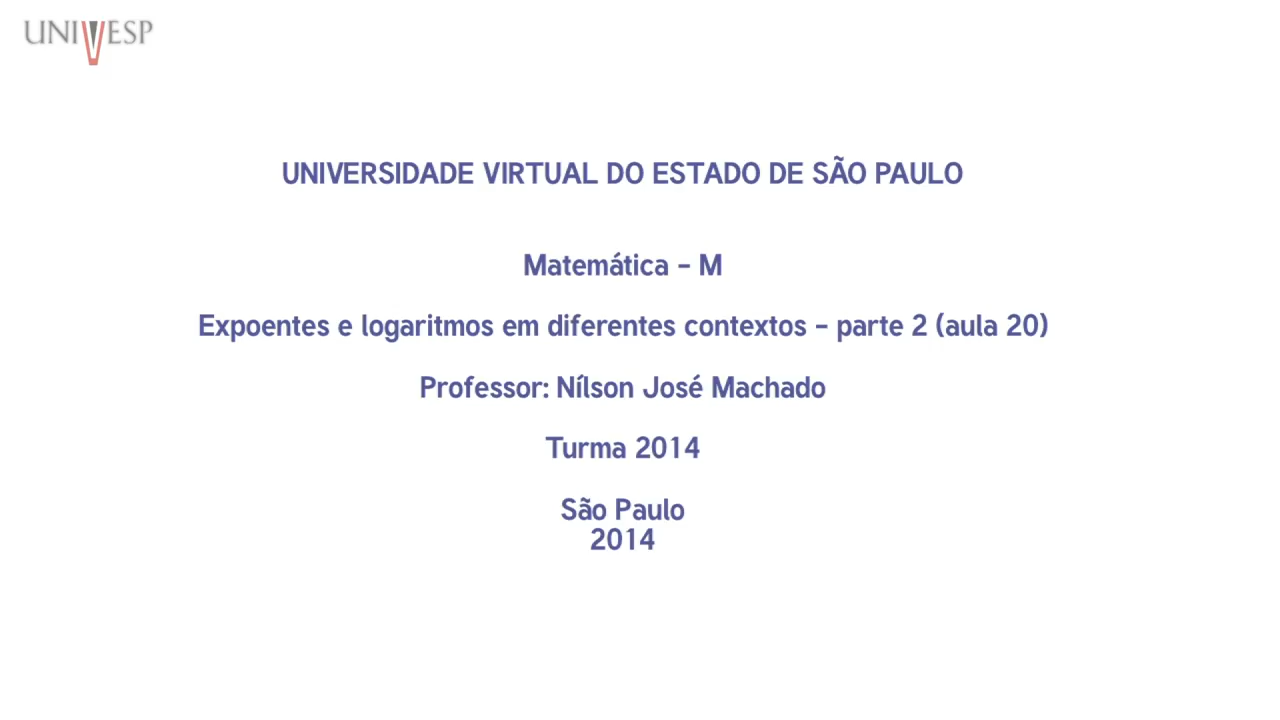 UNIVESP
UNIVERSIDADE VIRTUAL DO ESTADO DE SÃO PAULO
Matemática - M
Expoentes e logaritmos em diferentes contextos - parte 2 (aula 20)
Professor: Nílson José Machado
Turma 2014
São Paulo
2014